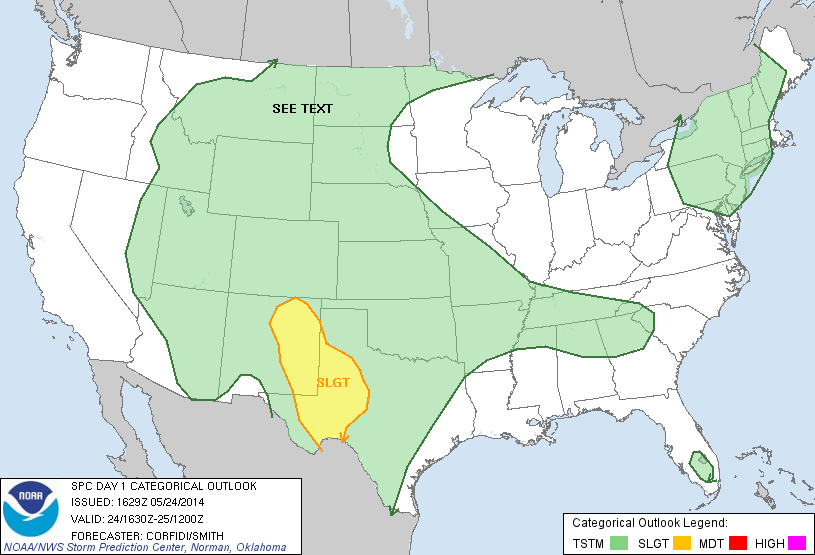 SEE TEXT
SLGT
NOAA
SPC DAY 1 CATEGORICAL OUTLOOK
ISSUED: 1629Z 05/24/2014
VALID: 24/1630Z-25/1200Z
FORECASTER: CORFIDI/SMITH
NOAA/NWS Storm Prediction Center, Norman, Oklahoma
Categorical Outlook Legend:
TSTM SLGT MDT HIGH